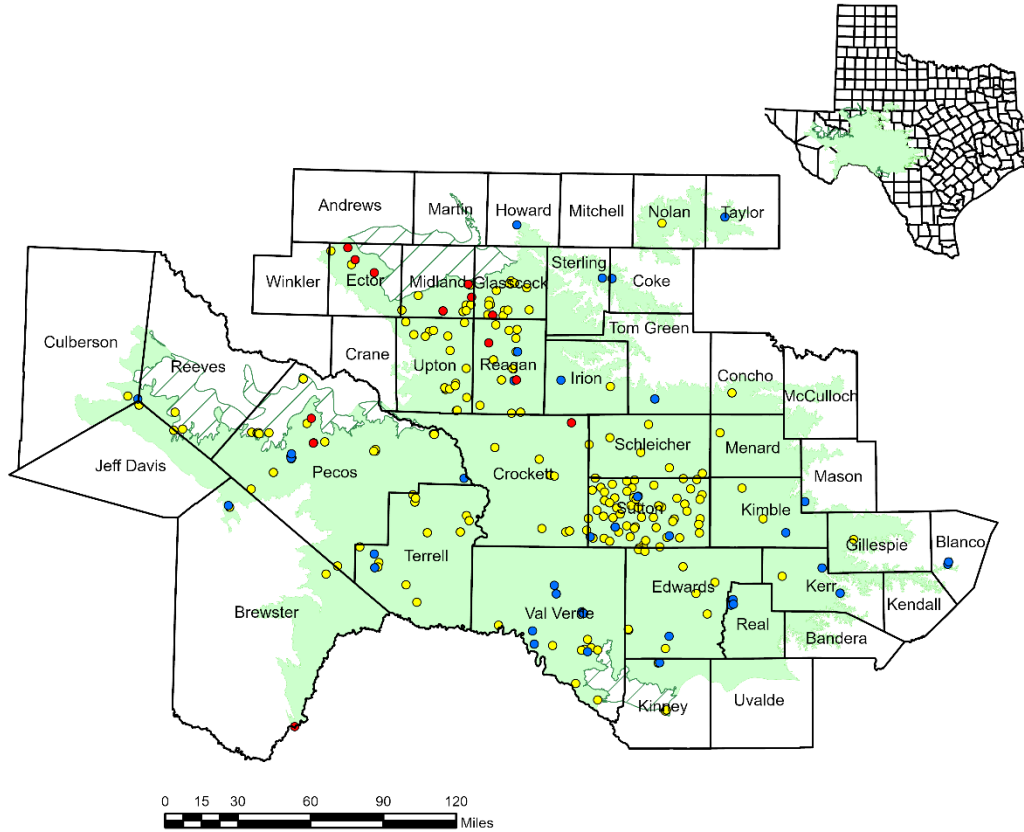 Andrews
Martin
Howard
Mitchell
Nolan
Taylor
Winkler
Ector
Midland
Glasscock
Sterling
Coke
Culberson
Reeves
Crane
Upton
Reagan
Irion
Tom Green
Concho
McCulloch
Jeff Davis
Pecos
Crockett
Schleicher
Menard
Mason
Sutton
Kimble
Gillespie
Blanco
Terrell
Brewster
Val Verde
Edwards
Real
Kerr
Kendall
Bandera
Kinney
Uvalde
0 15 30 60 90 120
Miles